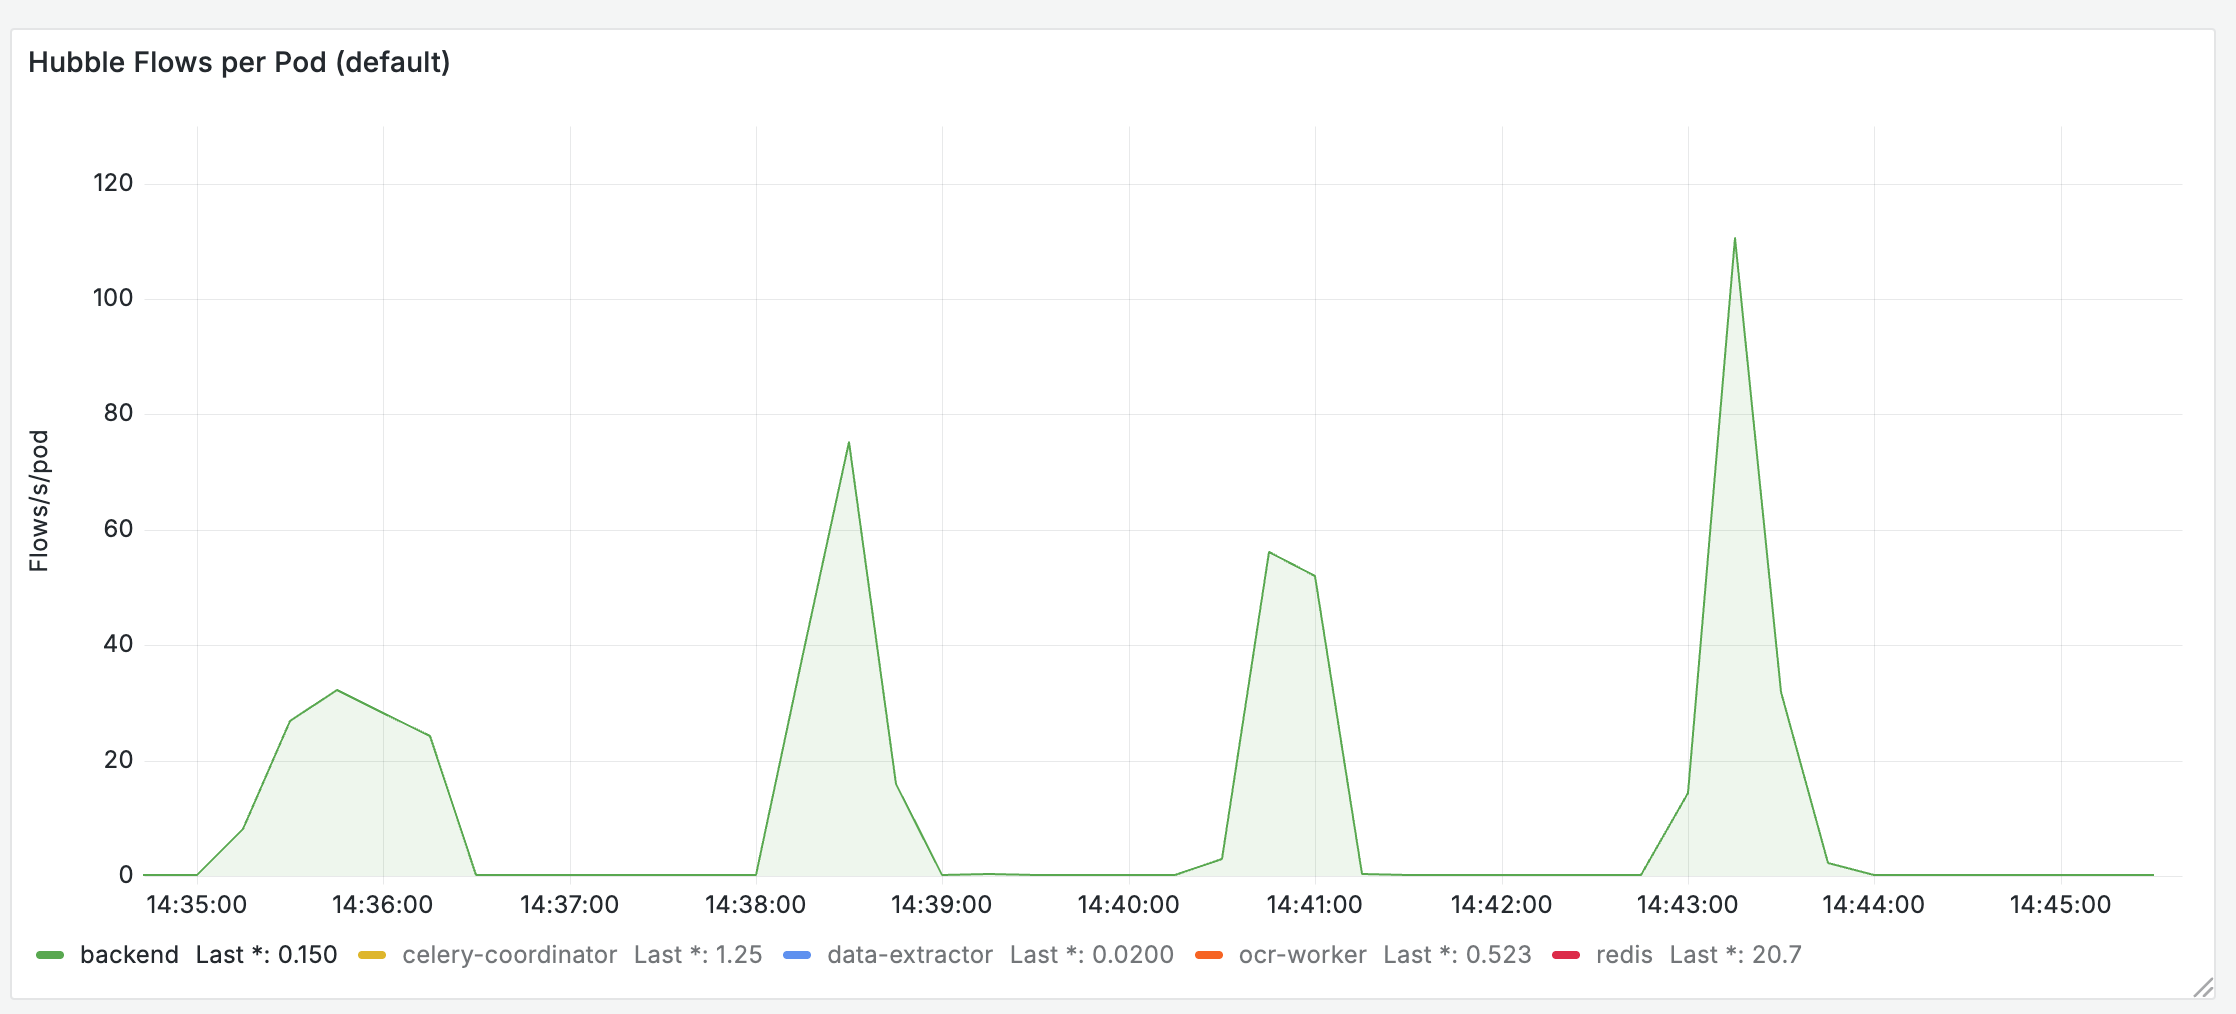 Hubble Flows per Pod (default)
120
100
80
60
40
20
0
Flows/s/pod
14:35:00 14:36:00 14:37:00 14:38:00 14:39:00 14:40:00 14:41:00 14:42:00 14:43:00 14:44:00 14:45:00
backend Last *: 0.150 celery-coordinator Last *: 1.25 data-extractor Last *: 0.0200 ocr-worker Last *: 0.523 redis Last *: 20.7